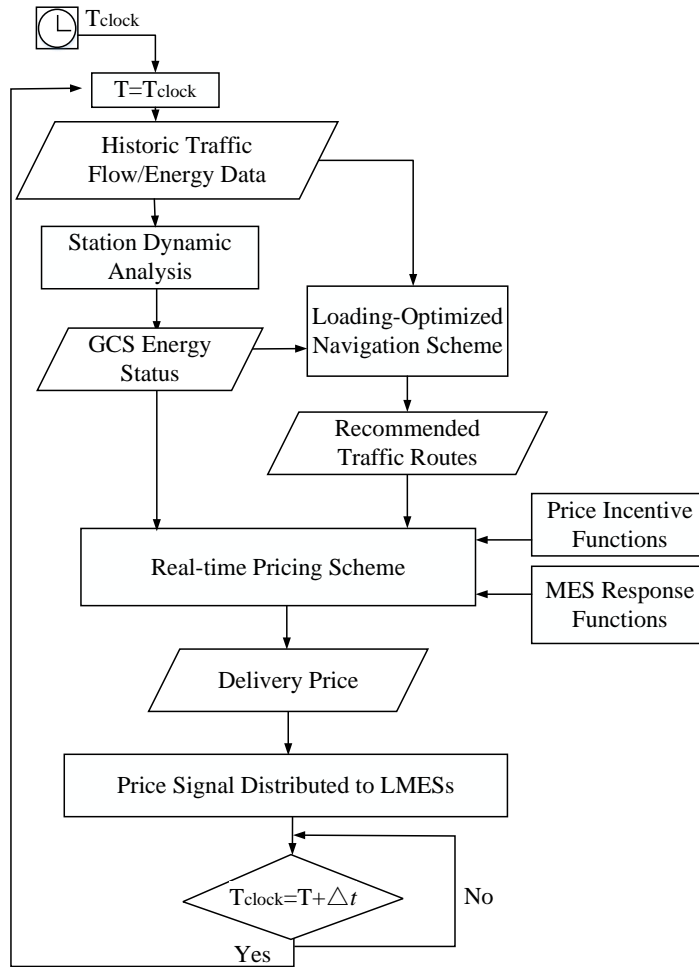 Tclock
T=Tclock
Historic Traffic
Flow/Energy Data
Station Dynamic
Analysis
Loading-Optimized
Navigation Scheme
GCS Energy
Status
Recommended
Traffic Routes
Price Incentive
Functions
Real-time Pricing Scheme
MES Response
Functions
Delivery Price
Price Signal Distributed to LMESs
Tclock=T+△t
No
Yes